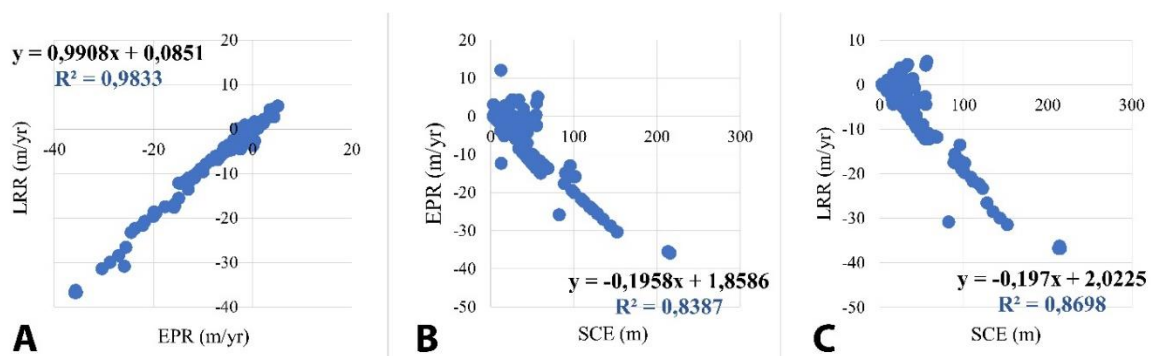 y = 0,9908x + 0,0851
R² = 0,9833
20
10
0
-10
-20
-30
-40
-40
-20
0
20
LRR (m/yr)
EPR (m/yr)
A
20
10
0
-10
-20
-30
-40
-50
0
100
200
300
EPR (m/yr)
y = -0,1958x + 1,8586
R² = 0,8387
SCE (m)
B
10
0
-10
-20
-30
-40
-50
0
100
200
300
LRR (m/yr)
y = -0,197x + 2,0225
R² = 0,8698
SCE (m)
C